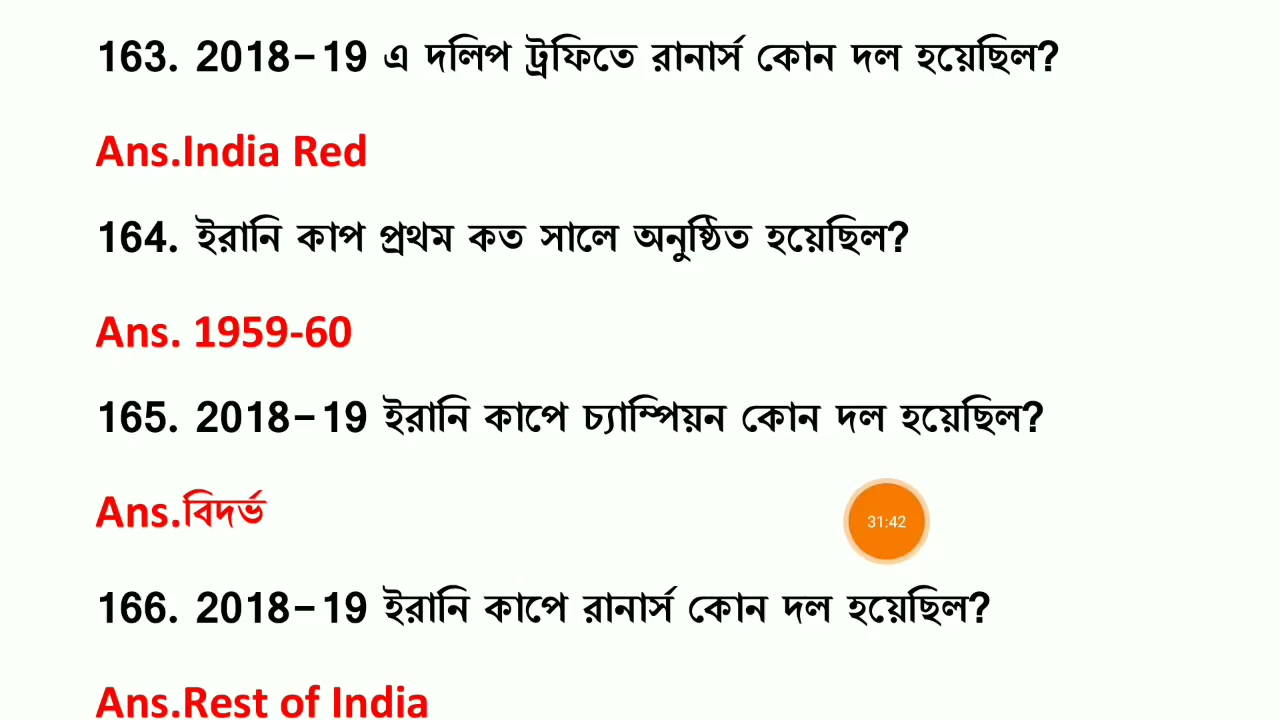 163. 2018-19 এ দলিপ ট্রফিতে রানার্স কোন দল হয়েছিল?
Ans.India Red
164. ইরানি কাপ প্রথম কত সালে অনুষ্ঠিত হয়েছিল?
Ans. 1959-60
165. 2018-19 ইরানি কাপে চ্যাম্পিয়ন কোন দল হয়েছিল?
Ans.বিদর্ভ
31:42
166. 2018-19 ইরানি কাপে রানার্স কোন দল হয়েছিল?
Ans.Rest of India